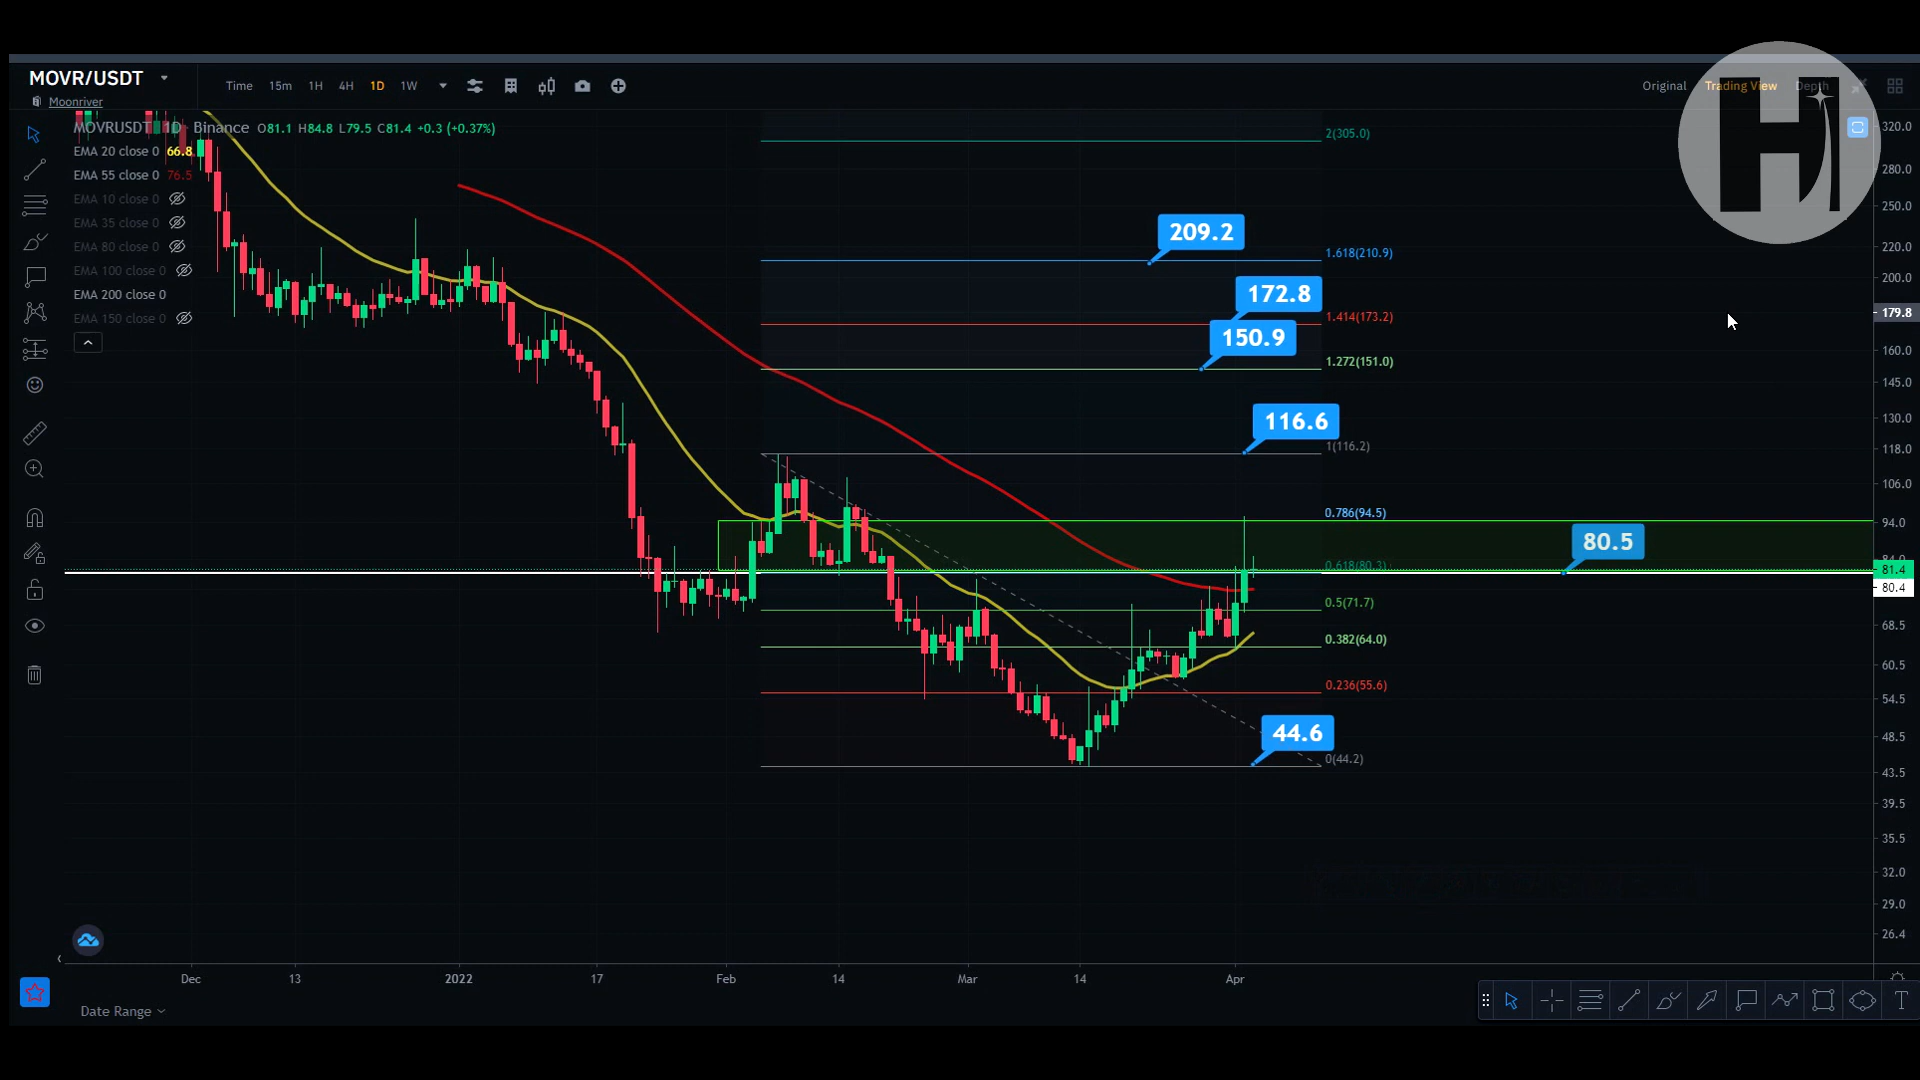 MOVR/USDT
Time 15m 1H 4H 1D 1W
Original Trading View Depth
Moonriver
MOVRUSDT 1D Binance O81.1 H84.8 L79.5 C81.4 +0.3 (+0.37%)
EMA 20 close 0 66.8
EMA 55 close 0 76.5
EMA 10 close 0
EMA 35 close 0
EMA 80 close 0
EMA 100 close 0
EMA 200 close 0
EMA 150 close 0
H
2(305.0)
209.2
1.618(210.9)
172.8
1.414(173.2)
150.9
1.272(151.0)
116.6
1(116.2)
0.786(94.5)
80.5
0.618(80.3)
0.5(71.7)
0.382(64.0)
0.236(55.6)
44.6
0(44.2)
320.0
280.0
250.0
220.0
200.0
179.8
160.0
145.0
130.0
118.0
106.0
94.0
84.0
81.4
80.4
68.5
60.5
54.5
48.5
43.5
39.5
35.5
32.0
29.0
26.4
Dec 13 2022 17 Feb 14 Mar 14 Apr
Date Range